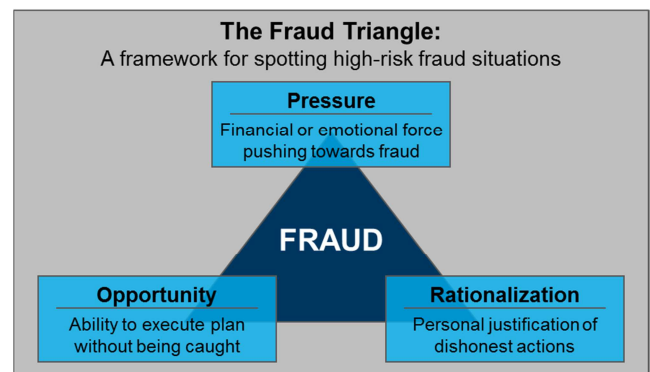 The Fraud Triangle:
A framework for spotting high-risk fraud situations
Pressure
Financial or emotional force
pushing towards fraud
FRAUD
Opportunity
Ability to execute plan
without being caught
Rationalization
Personal justification of
dishonest actions